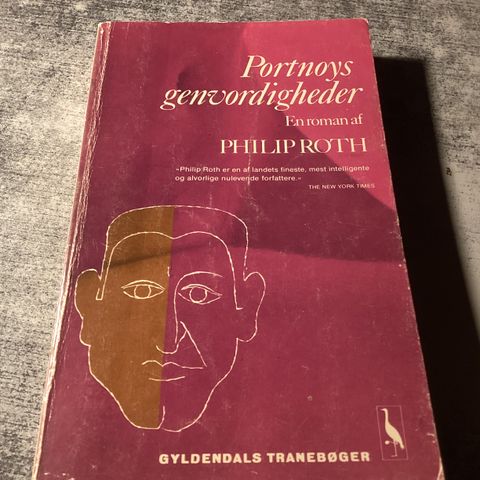 Portnoys
genvordigheder
En roman af
PHILIP ROTH
»Philip Roth er en af landets fineste, mest intelligente
og alvorlige nulevende forfattere.«
THE NEW YORK TIMES
GYLDENDALS TRANEBØGER